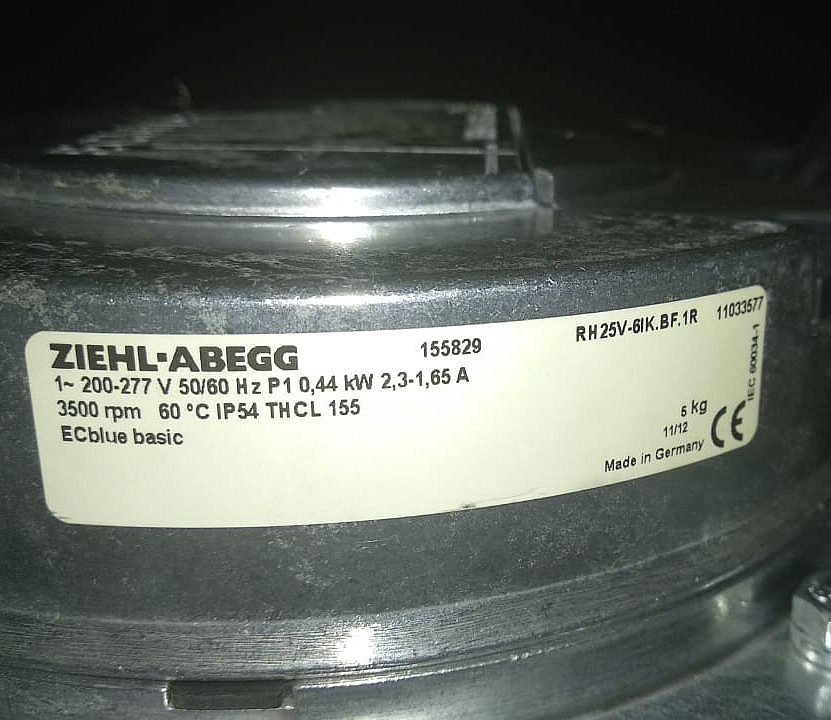 ZIEHL-ABEGG 155829 RH25V-6IK.BF.1R 11033577
1~ 200-277 V 50/60 Hz P1 0,44 kW 2,3-1,65 A
3500 rpm 60 °C IP54 THCL 155
ECblue basic
5 kg
11/12
Made in Germany
CE
IEC 60034-1